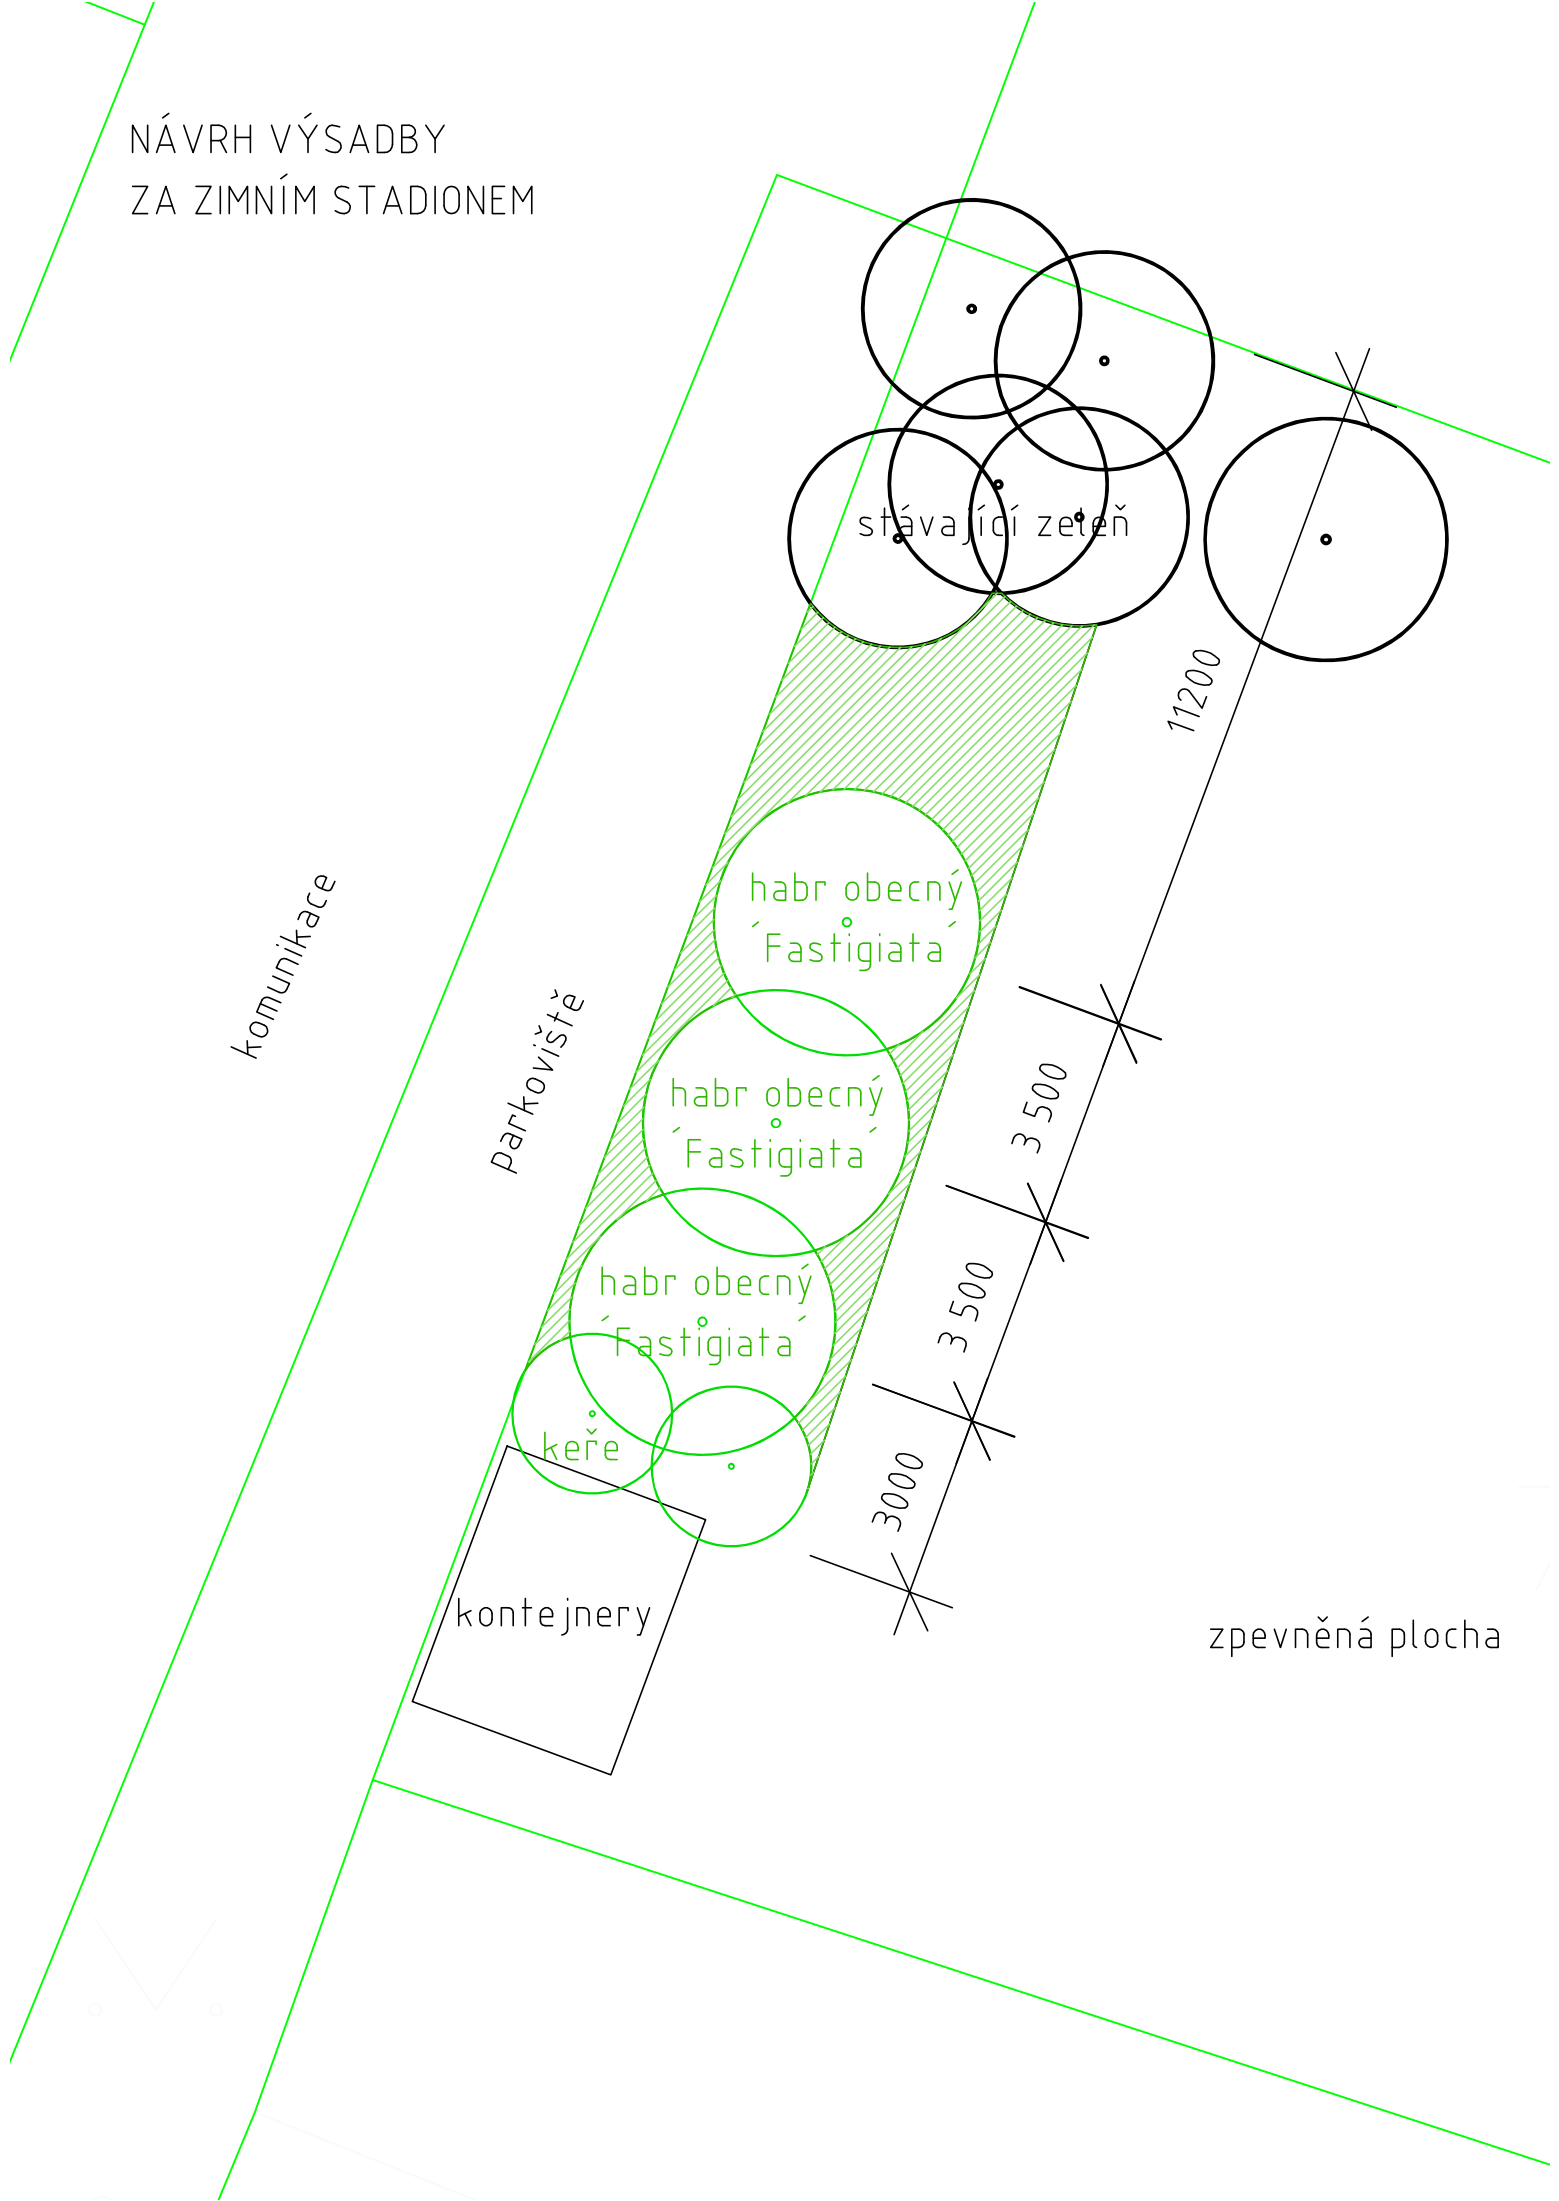 NÁVRH VÝSADBY
ZA ZIMNÍM STADIONEM
stávající zeleň
11200
habr obecný
´Fastigiata´
komunikace
parkoviště
3 500
habr obecný
´Fastigiata´
3 500
habr obecný
´Fastigiata´
keře
3000
kontejnery
zpevněná plocha